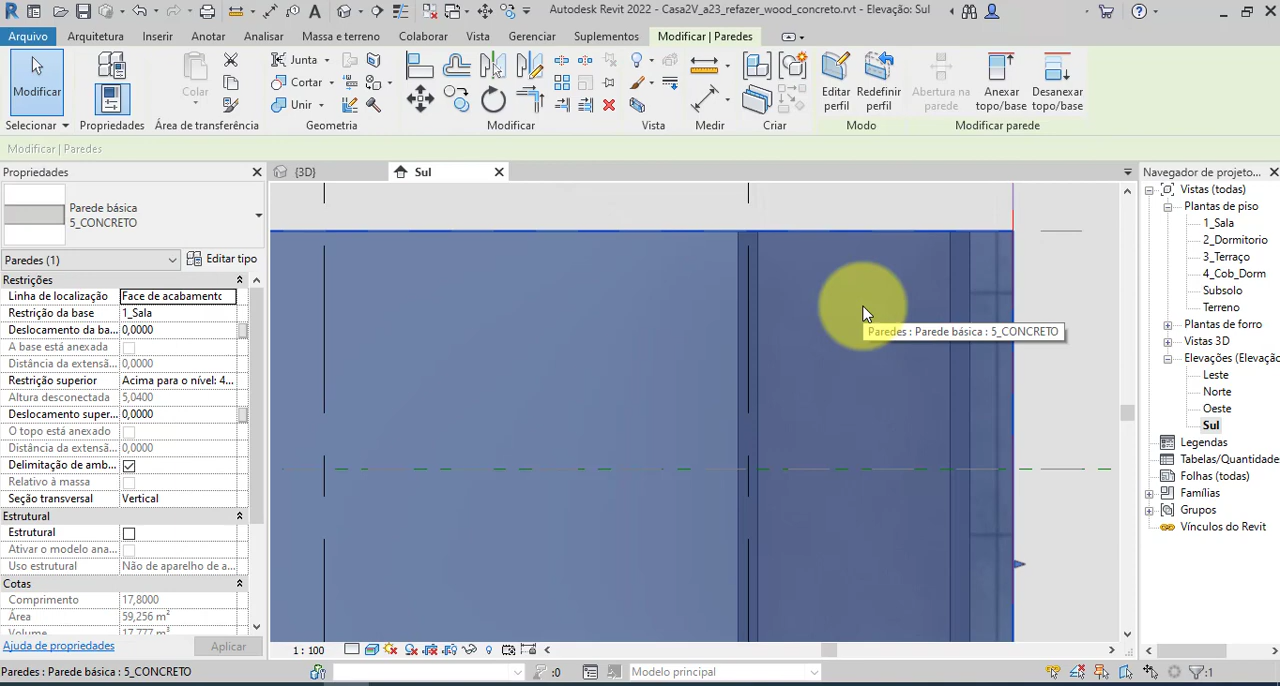 Autodesk Revit 2022 - Casa2V_a23_refazer_wood_concreto.rvt - Elevação: Sul
Arquivo
Arquitetura
Inserir
Anotar
Analisar
Massa e terreno
Colaborar
Vista
Gerenciar
Suplementos
Modificar | Paredes
Modificar
Colar
Junta
Cortar
Unir
Editar perfil
Redefinir perfil
Abertura na parede
Anexar topo/base
Desanexar topo/base
Selecionar
Propriedades
Área de transferência
Geometria
Modificar
Vista
Medir
Criar
Modo
Modificar parede
Modificar | Paredes
Propriedades
Parede básica
5_CONCRETO
Paredes (1)
Editar tipo
Restrições
Linha de localização Face de acabamento
Restrição da base 1_Sala
Deslocamento da ba... 0,0000
A base está anexada
Distância da extensã... 0,0000
Restrição superior Acima para o nível: 4...
Altura desconectada 5,0400
Deslocamento super... 0,0000
O topo está anexado
Distância da extensã... 0,0000
Delimitação de amb...
Relativo à massa
Seção transversal Vertical
Estrutural
Estrutural
Ativar o modelo ana...
Uso estrutural Não de aparelho de a...
Cotas
Comprimento 17,8000
Área 59,256 m²
Volume 17,777 m³
Ajuda de propriedades
Aplicar
{3D}
Sul
Paredes : Parede básica : 5_CONCRETO
1 : 100
Navegador de projeto...
Vistas (todas)
Plantas de piso
1_Sala
2_Dormitorio
3_Terraço
4_Cob_Dorm
Subsolo
Terreno
Plantas de forro
Vistas 3D
Elevações (Elevação
Leste
Norte
Oeste
Sul
Legendas
Tabelas/Quantidade
Folhas (todas)
Famílias
Grupos
Vínculos do Revit
Paredes : Parede básica : 5_CONCRETO
:0
Modelo principal
:1